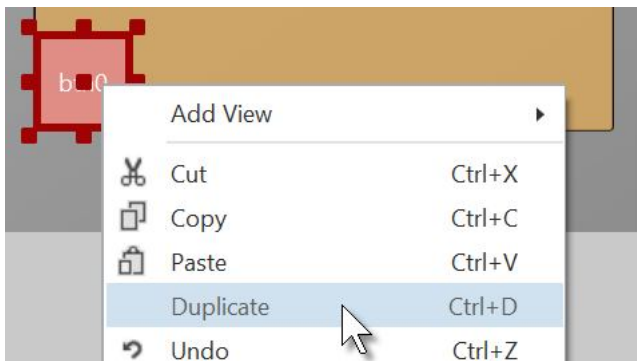 Add View
Cut Ctrl+X
Copy Ctrl+C
Paste Ctrl+V
Duplicate Ctrl+D
Undo Ctrl+Z